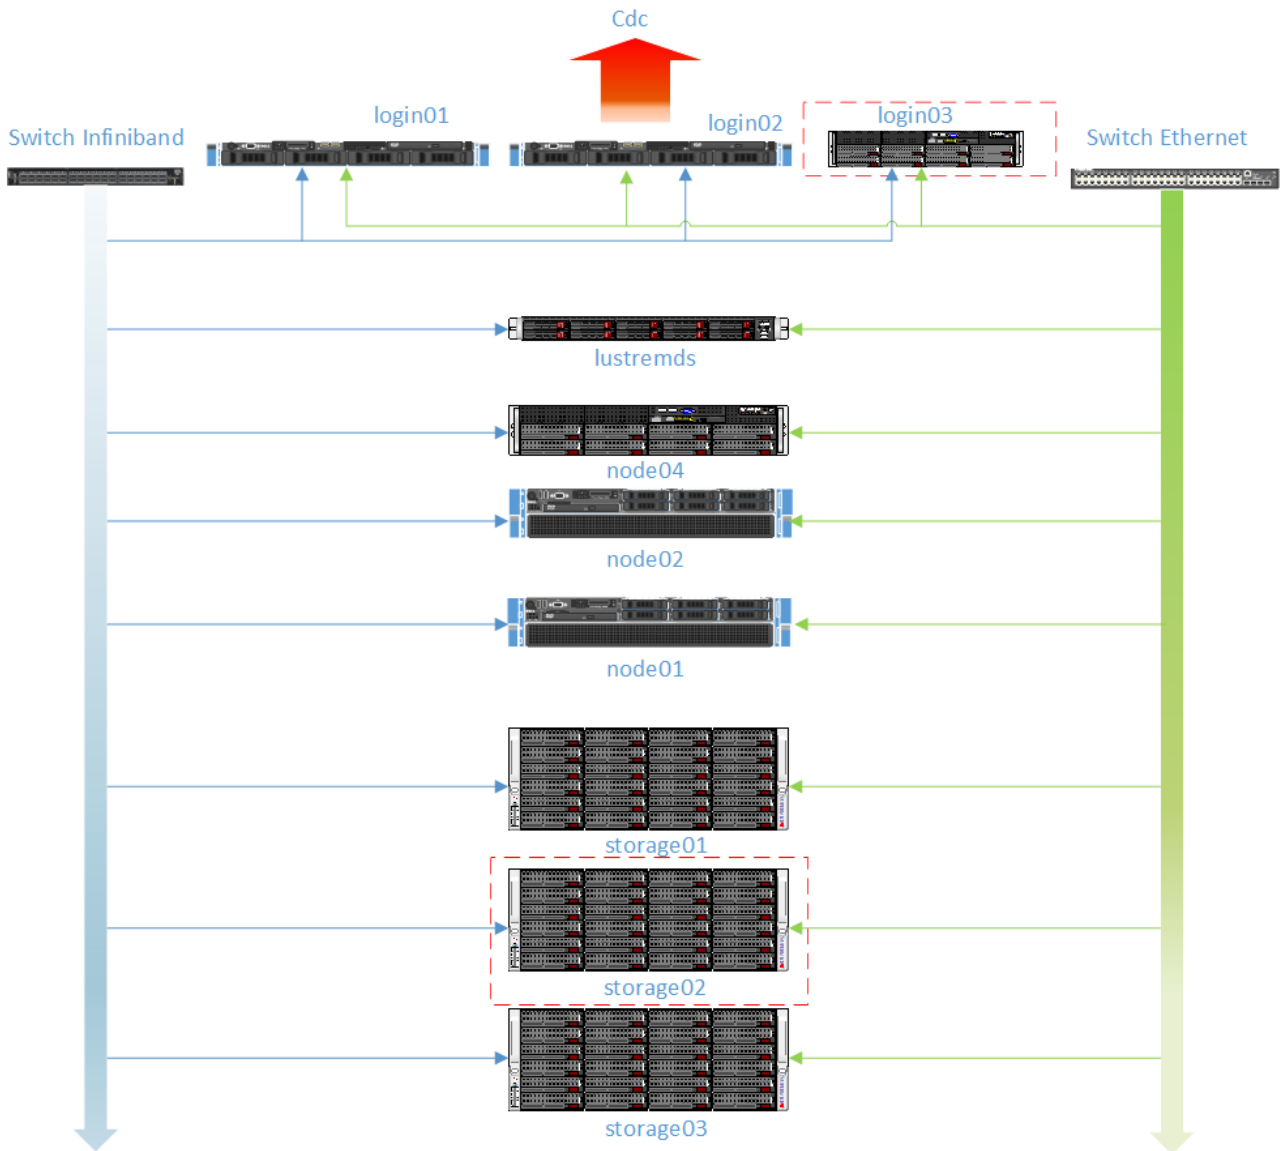 Cdc
login01
login02
login03
Switch Infiniband
Switch Ethernet
lustremds
node04
node02
node01
storage01
storage02
storage03